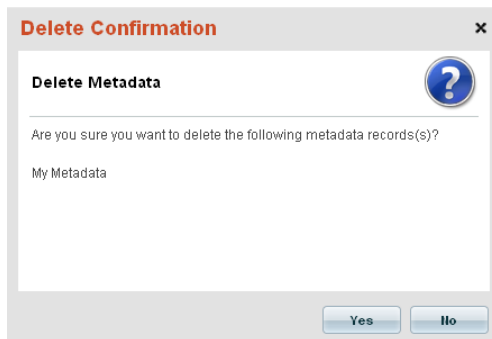 Delete Confirmation
Delete Metadata
Are you sure you want to delete the following metadata records(s)?
My Metadata
Yes No